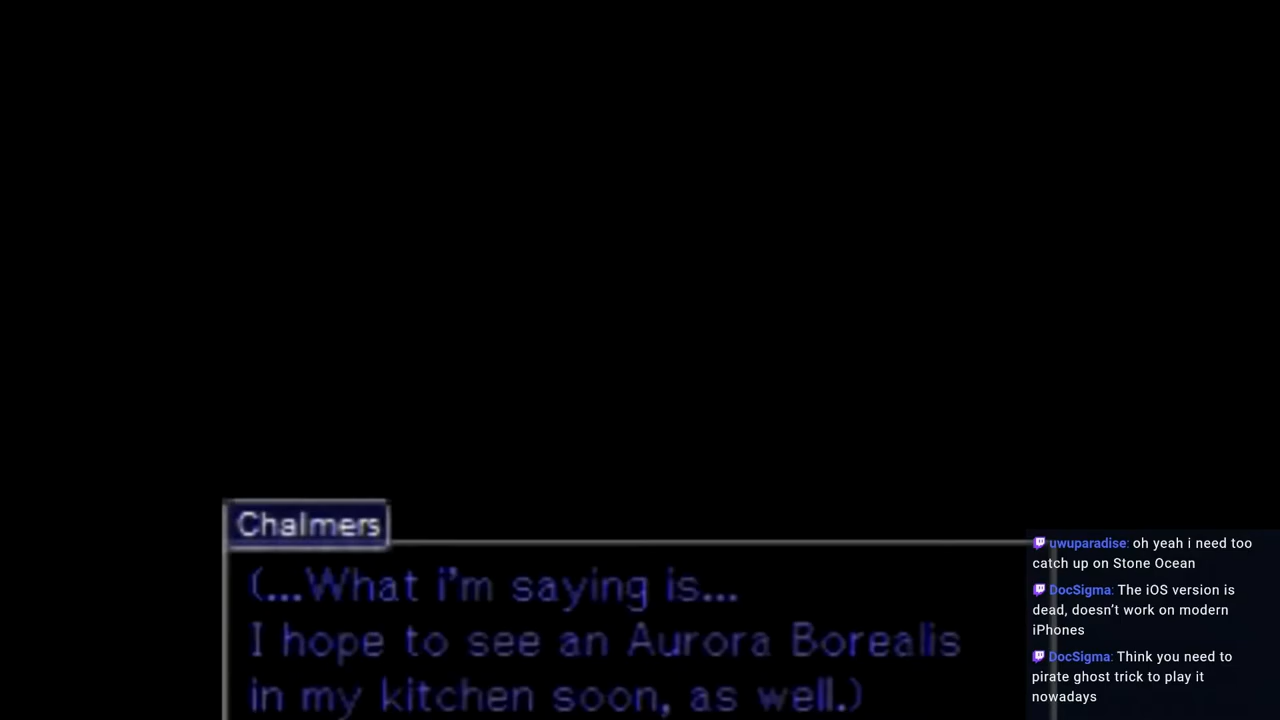 Chalmers
(...What i'm saying is...
I hope to see an Aurora Borealis
in my kitchen soon, as well.)
uwuparadise: oh yeah i need too
catch up on Stone Ocean
DocSigma: The iOS version is
dead, doesn’t work on modern
iPhones
DocSigma: Think you need to
pirate ghost trick to play it
nowadays